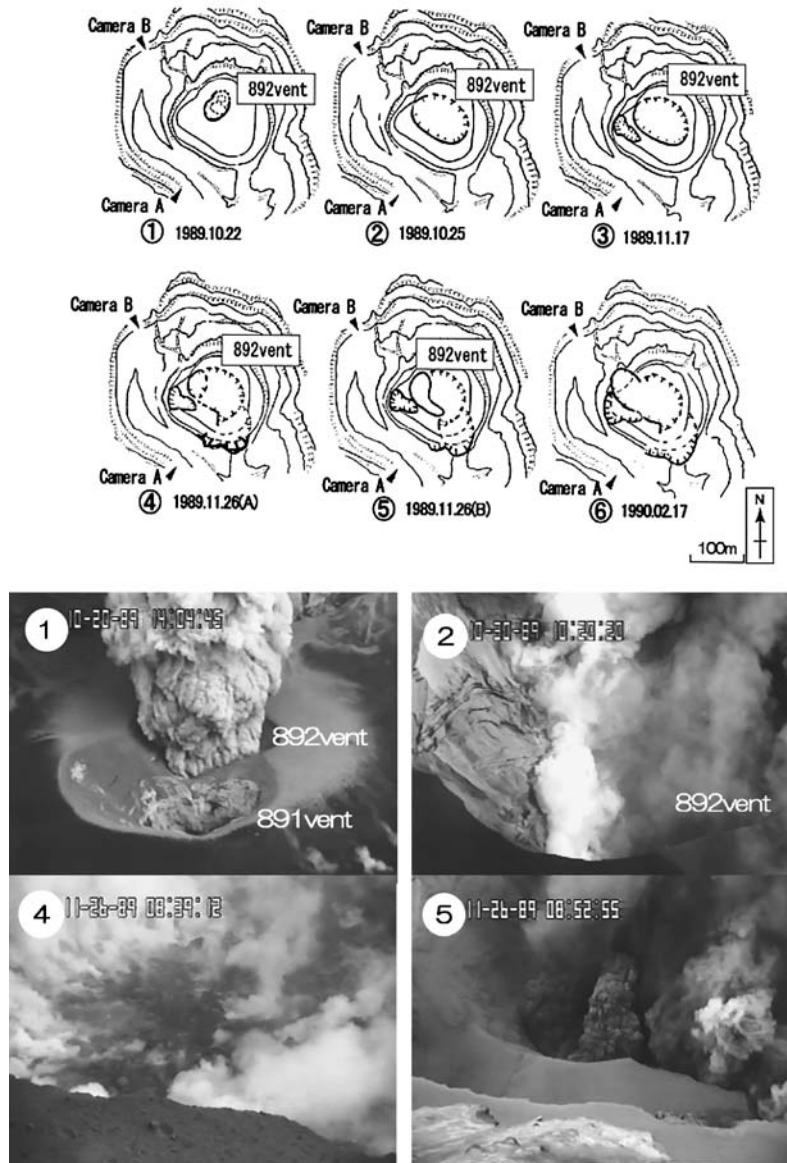 Camera B
892vent
Camera A
① 1989.10.22
Camera B
892vent
Camera A
② 1989.10.25
Camera B
892vent
Camera A
③ 1989.11.17
Camera B
892vent
Camera A
④ 1989.11.26(A)
Camera B
892vent
Camera A
⑤ 1989.11.26(B)
Camera B
Camera A
⑥ 1990.02.17
N
100m
1 10-20-89 14:04:45
892vent
891vent
2 10-30-89 10:20:20
892vent
4 11-26-89 08:39:12
5 11-26-89 08:52:55